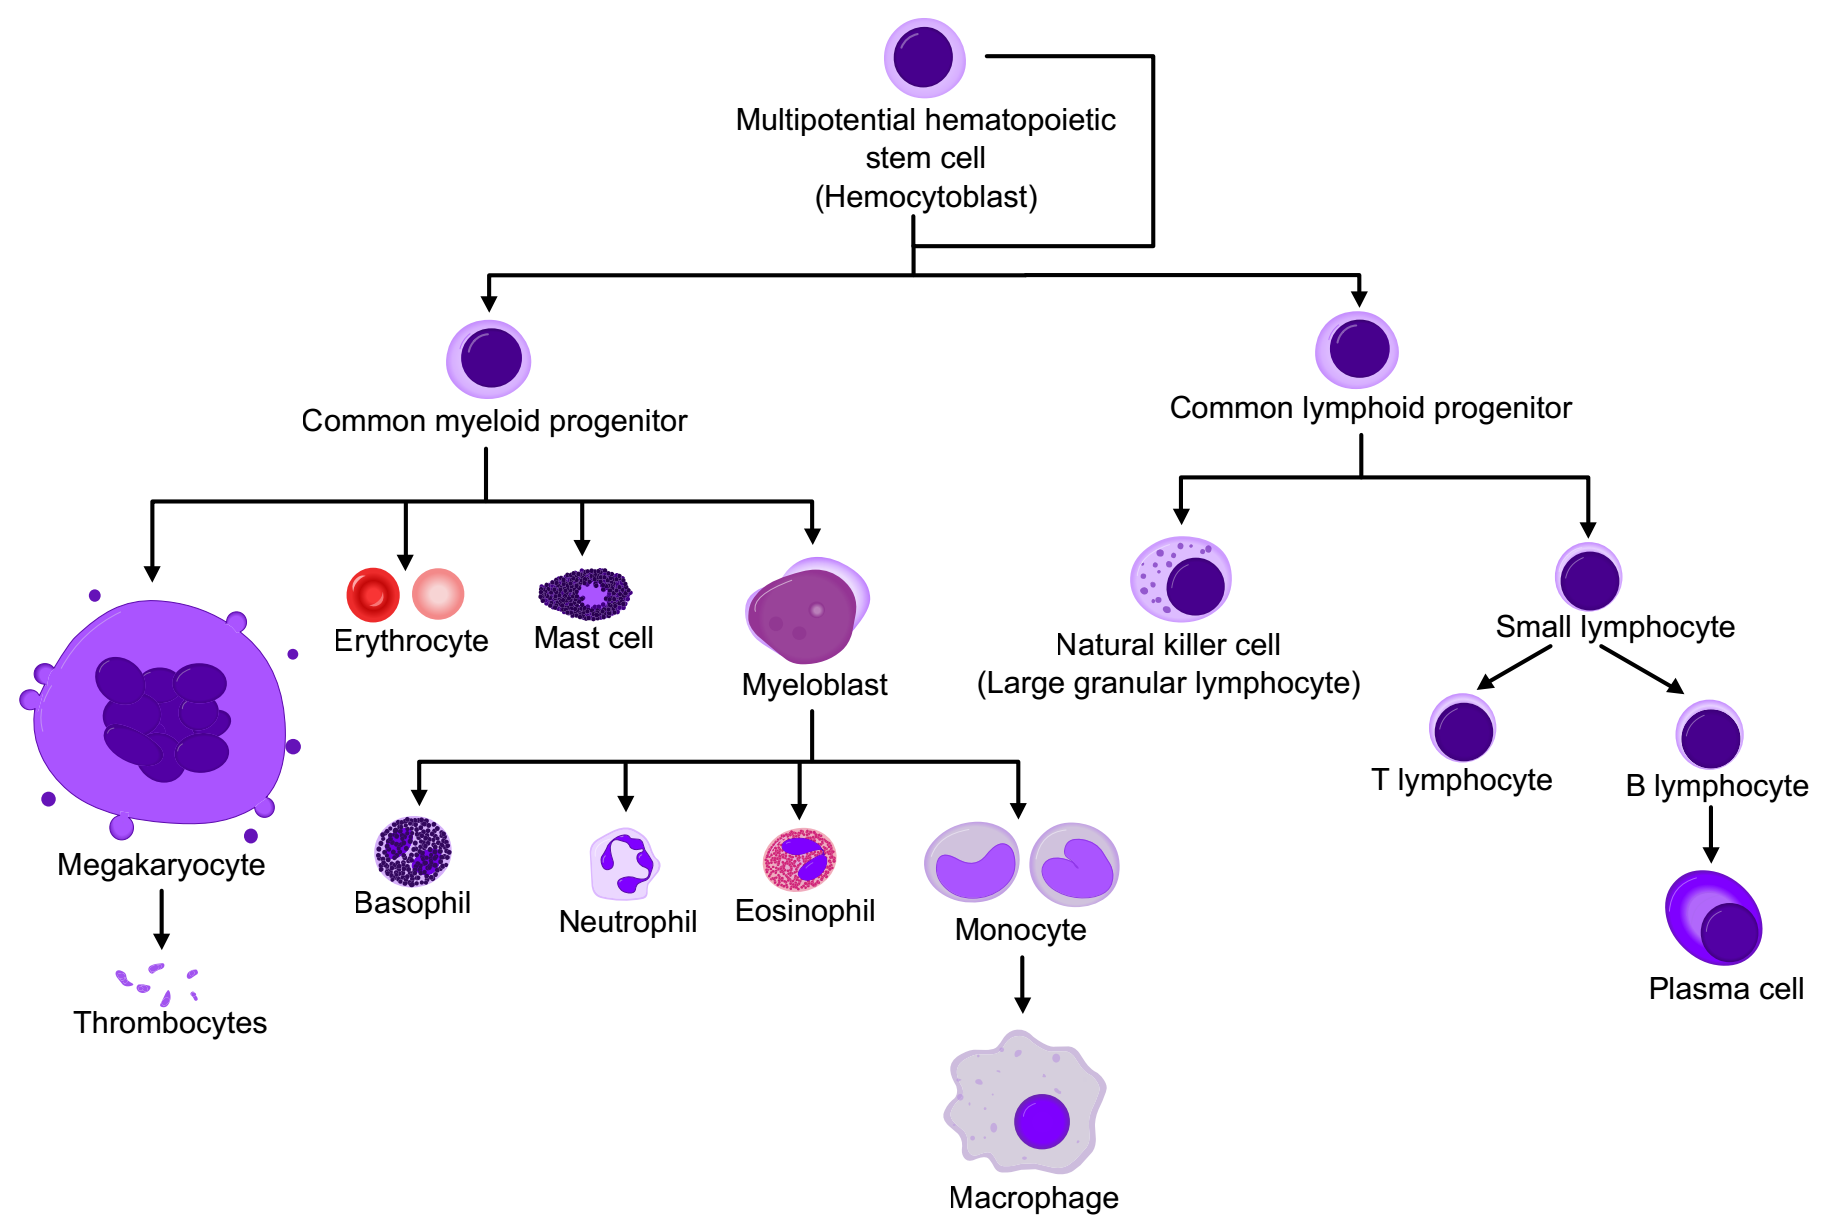 Multipotential hematopoietic
stem cell
(Hemocytoblast)
Common myeloid progenitor
Common lymphoid progenitor
Erythrocyte
Mast cell
Myeloblast
Natural killer cell
(Large granular lymphocyte)
Small lymphocyte
T lymphocyte
B lymphocyte
Megakaryocyte
Basophil
Neutrophil
Eosinophil
Monocyte
Plasma cell
Thrombocytes
Macrophage